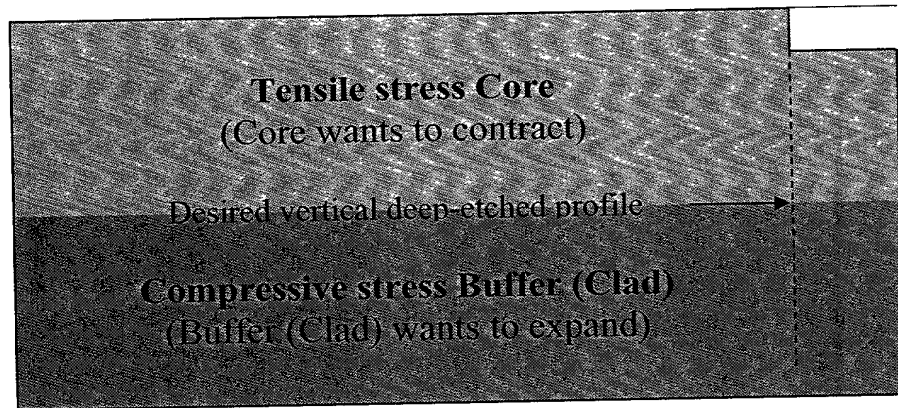 Tensile stress Core
(Core wants to contract)
Desired vertical deep-etched profile
Compressive stress Buffer (Clad)
(Buffer (Clad) wants to expand)